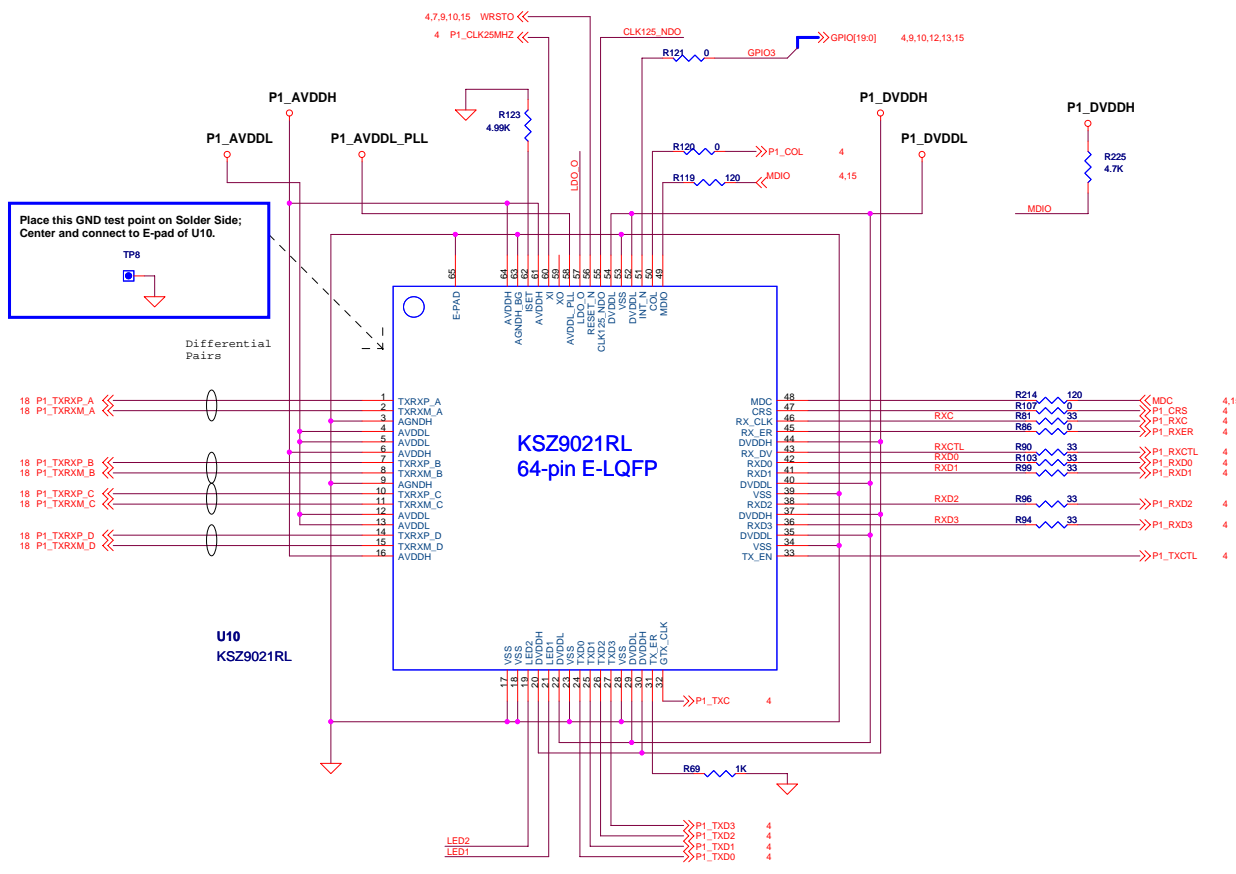 4,7,9,10,15 WRSTO
4 P1_CLK25MHZ
CLK125_NDO
GPIO[19:0] 4,9,10,12,13,15
R121 0 GPIO3
P1_AVDDH
P1_DVDDH
P1_DVDDH
R123
4.99K
P1_AVDDL
P1_AVDDL_PLL
P1_DVDDL
R120 0 P1_COL 4
R225
4.7K
LDO_O
R119 120 MDIO 4,15
MDIO
Place this GND test point on Solder Side;
Center and connect to E-pad of U10.
TP8
65 64 63 62 61 60 59 58 57 56 55 54 53 52 51 50 49
E-PAD
AVDDH
AGNDH_BG
ISET
AVDDH
XI
XO
AVDDL_PLL
LDO_O
RESET_N
CLK125_NDO
DVDDL
VSS
DVDDL
INT_N
COL
MDIO
Differential
Pairs
18 P1_TXRXP_A 1 TXRXP_A
18 P1_TXRXM_A 2 TXRXM_A
3 AGNDH
4 AVDDL
5 AVDDL
6 AVDDH
18 P1_TXRXP_B 7 TXRXP_B
18 P1_TXRXM_B 8 TXRXM_B
9 AGNDH
18 P1_TXRXP_C 10 TXRXP_C
18 P1_TXRXM_C 11 TXRXM_C
12 AVDDL
13 AVDDL
18 P1_TXRXP_D 14 TXRXP_D
18 P1_TXRXM_D 15 TXRXM_D
16 AVDDH
KSZ9021RL
64-pin E-LQFP
MDC 48 R214 120 MDC 4,1
CRS 47 R107 0 P1_CRS 4
RX_CLK 46 RXC R81 33 P1_RXC 4
RX_ER 45 R86 0 P1_RXER 4
DVDDH 44
RX_DV 43 RXCTL R90 33 P1_RXCTL 4
RXD0 42 RXD0 R103 33 P1_RXD0 4
RXD1 41 RXD1 R99 33 P1_RXD1 4
DVDDL 40
VSS 39
RXD2 38 RXD2 R96 33 P1_RXD2 4
DVDDH 37
RXD3 36 RXD3 R94 33 P1_RXD3 4
DVDDL 35
VSS 34
TX_EN 33 P1_TXCTL 4
U10
KSZ9021RL
VSS
VSS
LED2
DVDDH
LED1
DVDDL
VSS
TXD0
TXD1
TXD2
TXD3
VSS
DVDDL
DVDDH
TX_ER
GTX_CLK
17 18 19 20 21 22 23 24 25 26 27 28 29 30 31 32
P1_TXC 4
R69 1K
P1_TXD3 4
P1_TXD2 4
LED2 P1_TXD1 4
LED1 P1_TXD0 4